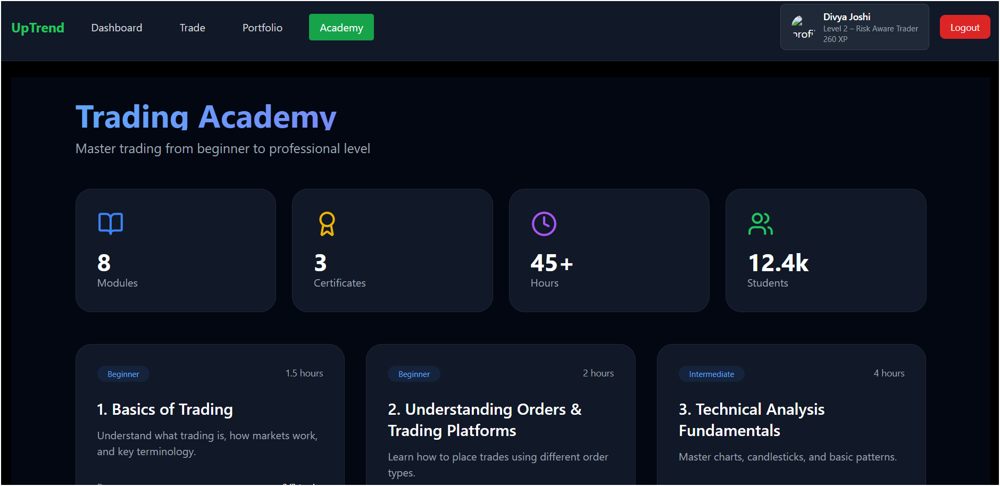 UpTrend
Dashboard
Trade
Portfolio
Academy
Divya Joshi
Level 2 – Risk Aware Trader
260 XP
Logout
Trading Academy
Master trading from beginner to professional level
8
Modules
3
Certificates
45+
Hours
12.4k
Students
Beginner
1.5 hours
1. Basics of Trading
Understand what trading is, how markets work,
and key terminology.
Beginner
2 hours
2. Understanding Orders &
Trading Platforms
Learn how to place trades using different order
types.
Intermediate
4 hours
3. Technical Analysis
Fundamentals
Master charts, candlesticks, and basic patterns.